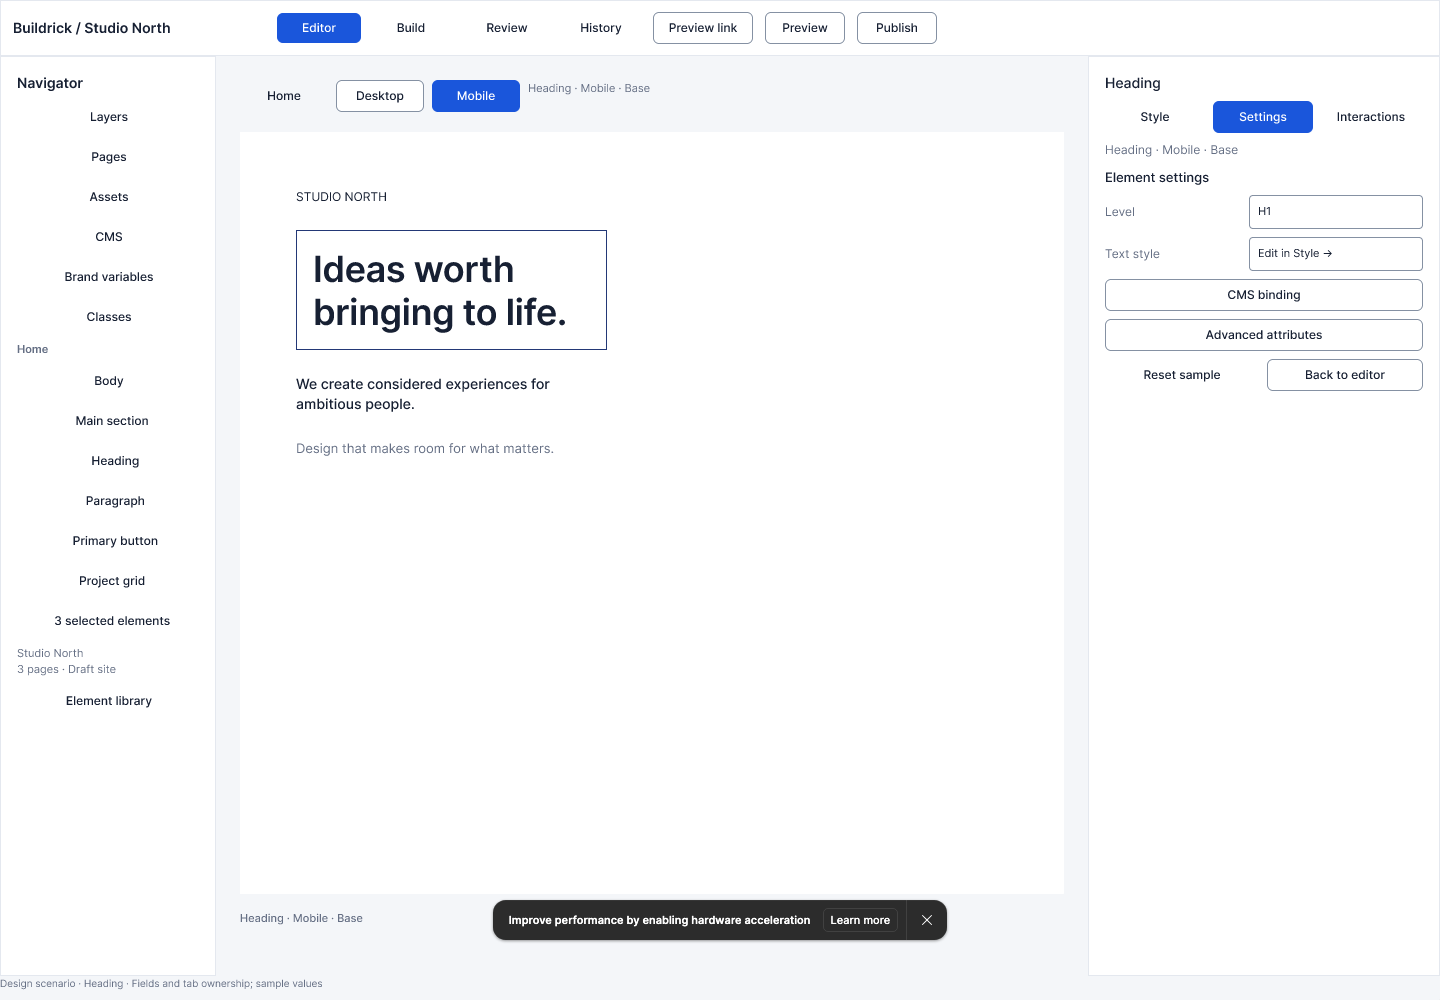 Buildrick / Studio North
Editor
Build
Review
History
Preview link
Preview
Publish
Navigator
Layers
Pages
Assets
CMS
Brand variables
Classes
Home
Body
Main section
Heading
Paragraph
Primary button
Project grid
3 selected elements
Studio North
3 pages · Draft site
Element library
Home
Desktop
Mobile
Heading · Mobile · Base
STUDIO NORTH
Ideas worth
bringing to life.
We create considered experiences for
ambitious people.
Design that makes room for what matters.
Heading · Mobile · Base
Improve performance by enabling hardware acceleration
Learn more
Heading
Style
Settings
Interactions
Heading · Mobile · Base
Element settings
Level
H1
Text style
Edit in Style →
CMS binding
Advanced attributes
Reset sample
Back to editor
Design scenario · Heading · Fields and tab ownership; sample values